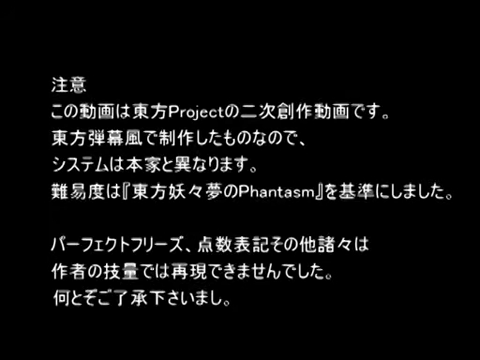 注意
この動画は東方Projectの二次創作動画です。
東方弾幕風で制作したものなので、
システムは本家と異なります。
難易度は『東方妖々夢のPhantasm』を基準にしました。
パーフェクトフリーズ、点数表記その他諸々は
作者の技量では再現できませんでした。
何とぞご了承下さいまし。